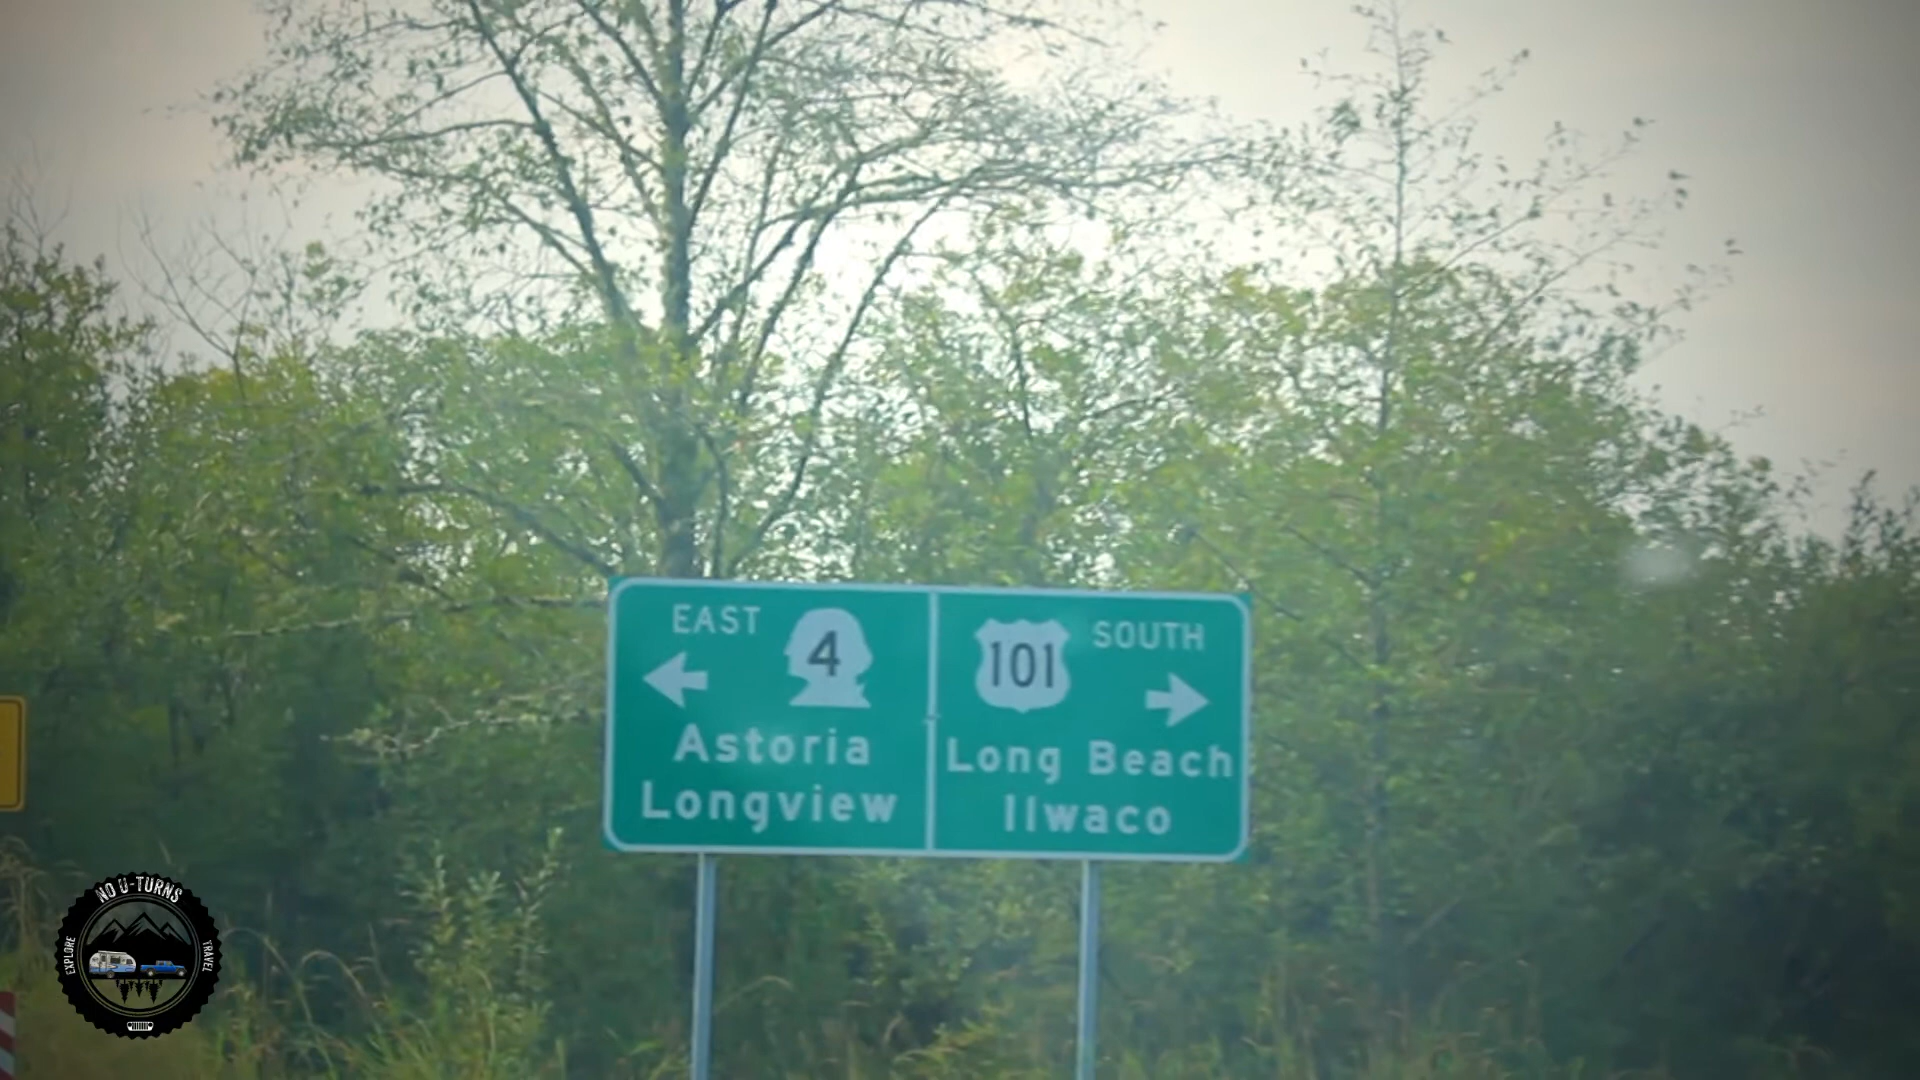 EAST 4
Astoria
Longview
101 SOUTH
Long Beach
Ilwaco
NO U-TURNS
EXPLORE
TRAVEL